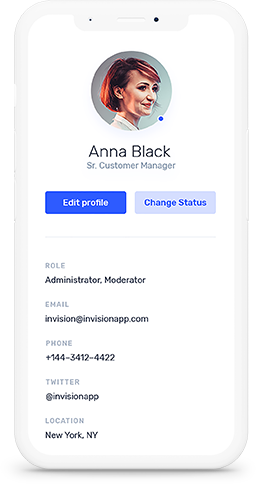 Anna Black
Sr. Customer Manager
Edit profile
Change Status
ROLE
Administrator, Moderator
EMAIL
invision@invisionapp.com
PHONE
+144–3412–4422
TWITTER
@invisionapp
LOCATION
New York, NY